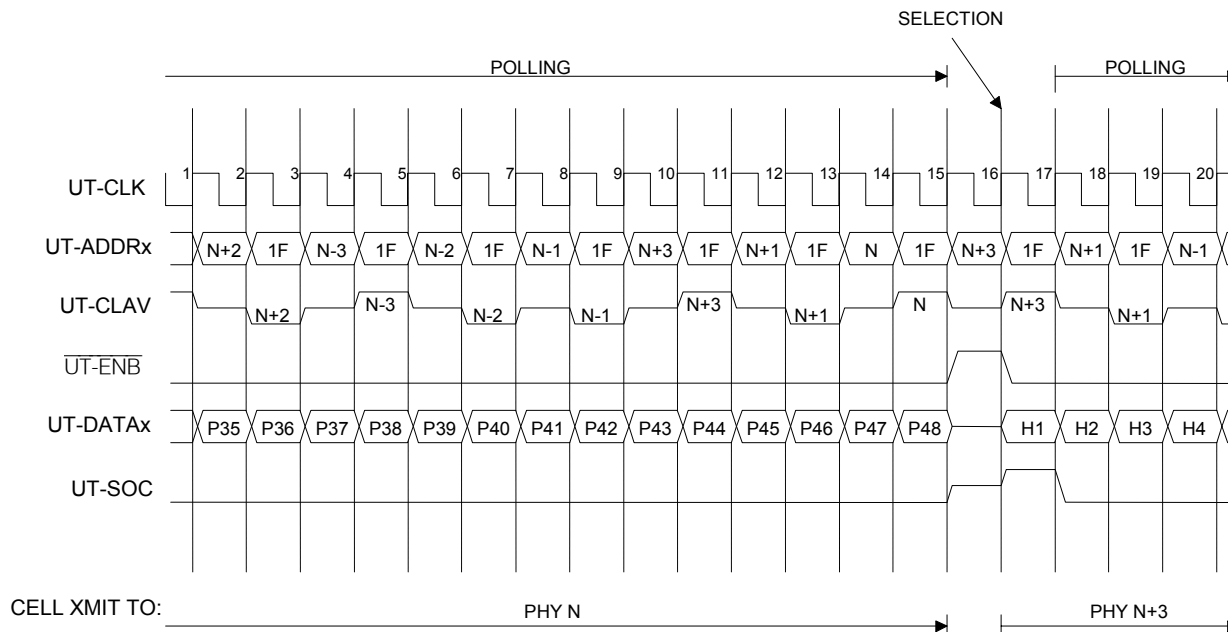 SELECTION
POLLING POLLING
UT-CLK 1 2 3 4 5 6 7 8 9 10 11 12 13 14 15 16 17 18 19 20
UT-ADDRx N+2 1F N-3 1F N-2 1F N-1 1F N+3 1F N+1 1F N 1F N+3 1F N+1 1F N-1
UT-CLAV N+2 N-3 N-2 N-1 N+3 N+1 N N+3 N+1
UT-ENB
UT-DATAx P35 P36 P37 P38 P39 P40 P41 P42 P43 P44 P45 P46 P47 P48 H1 H2 H3 H4
UT-SOC
CELL XMIT TO: PHY N PHY N+3